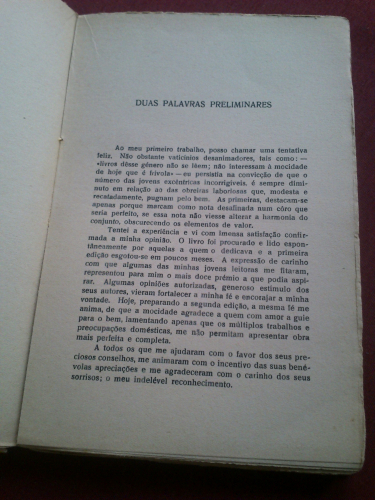 DUAS PALAVRAS PRELIMINARES
Ao meu primeiro trabalho, posso chamar uma tentativa
feliz. Não obstante vaticínios desanimadores, tais como: —
«livros dêsse género não se lêem; não interessam à mocidade
de hoje que é frívola» — eu persistia na convicção de que o
número das jovens excêntricas incorrigíveis, é sempre dimi-
nuto em relação ao das obreiras laboriosas que, modesta e
recatadamente, pugnam pelo bem. As primeiras, destacam-se
apenas porque marcam como nota desafinada num côro que
seria perfeito, se essa nota não viesse alterar a harmonia do
conjunto, obscurecendo os elementos de valor.
Tentei a experiência e vi com imensa satisfação confir-
mada a minha opinião. O livro foi procurado e lido espon-
tâneamente por aquelas a quem o dedicava e a primeira
edição esgotou-se em poucos meses. A expressão de carinho
com que algumas das minhas jovens leitoras me fitaram,
representou para mim o mais doce prémio a que podia aspi-
rar. Algumas opiniões autorizadas, generoso estímulo dos
seus autores, vieram fortalecer a minha fé e encorajar a minha
vontade. Hoje, preparando a segunda edição, a mesma fé me
anima, de que a mocidade agradece a quem com amor a guie
para o bem, lamentando apenas que os múltiplos trabalhos e
preocupações domésticas, me não permitam apresentar obra
mais perfeita e completa.
A todos os que me ajudaram com o favor dos seus pre-
ciosos conselhos, me animaram com o incentivo das suas bené-
volas apreciações e me agradeceram com o carinho dos seus
sorrisos; o meu indelével reconhecimento.